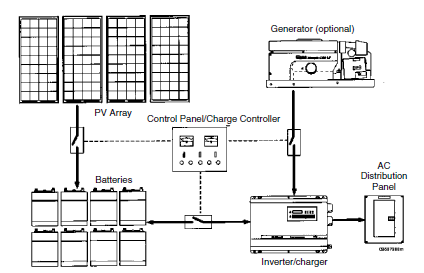 Generator (optional)
PV Array
Control Panel/Charge Controller
Batteries
AC
Distribution
Panel
Inverter/charger